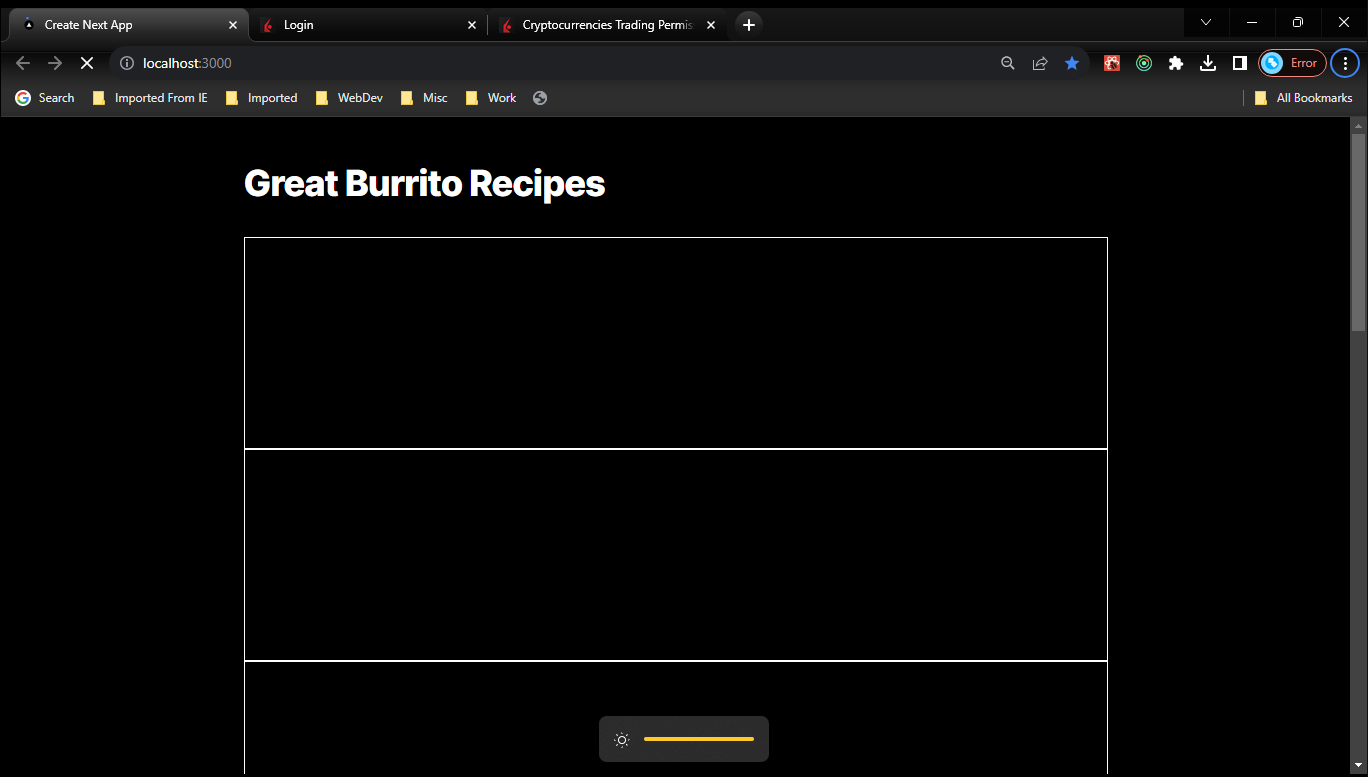 Create Next App
Login
Cryptocurrencies Trading Permis
localhost:3000
Error
Search
Imported From IE
Imported
WebDev
Misc
Work
All Bookmarks
Great Burrito Recipes